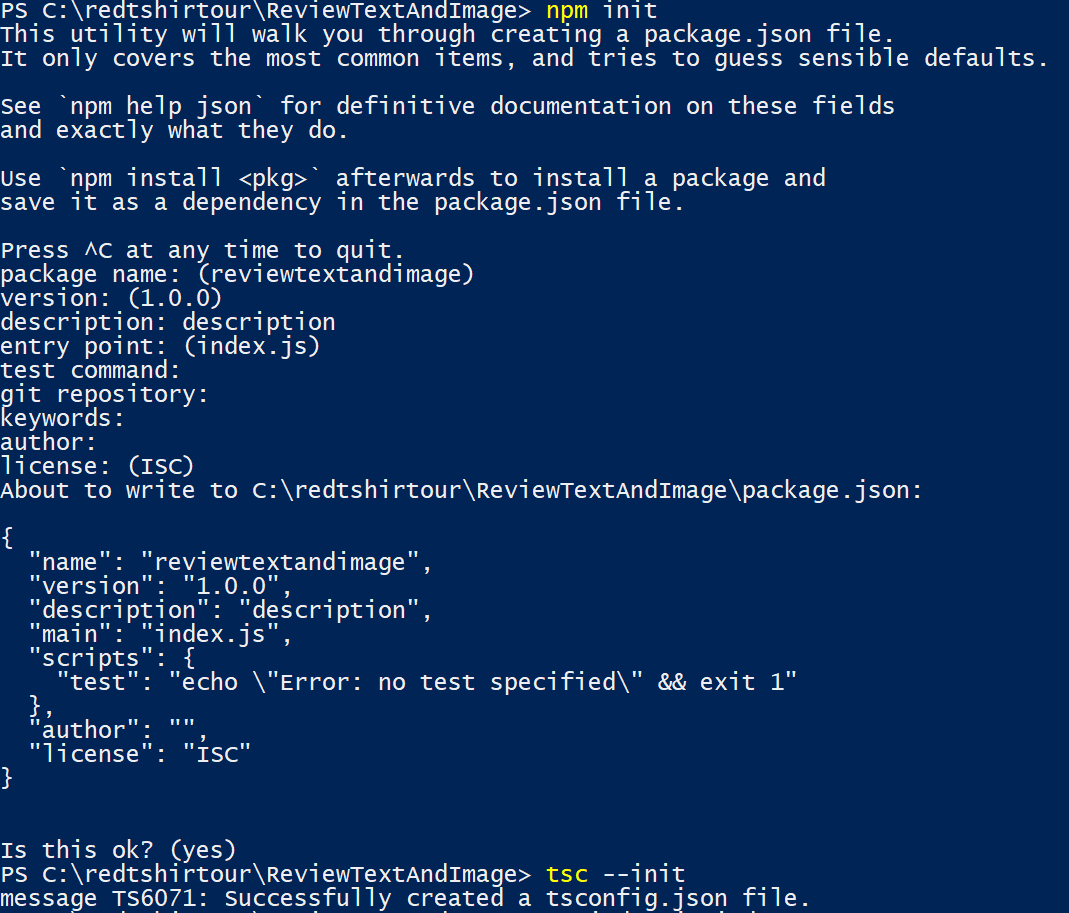 PS C:\redtshirtour\ReviewTextAndImage> npm init
This utility will walk you through creating a package.json file.
It only covers the most common items, and tries to guess sensible defaults.
See `npm help json` for definitive documentation on these fields
and exactly what they do.
Use `npm install <pkg>` afterwards to install a package and
save it as a dependency in the package.json file.
Press ^C at any time to quit.
package name: (reviewtextandimage)
version: (1.0.0)
description: description
entry point: (index.js)
test command:
git repository:
keywords:
author:
license: (ISC)
About to write to C:\redtshirtour\ReviewTextAndImage\package.json:
{
  "name": "reviewtextandimage",
  "version": "1.0.0",
  "description": "description",
  "main": "index.js",
  "scripts": {
    "test": "echo \"Error: no test specified\" && exit 1"
  },
  "author": "",
  "license": "ISC"
}
Is this ok? (yes)
PS C:\redtshirtour\ReviewTextAndImage> tsc --init
message TS6071: Successfully created a tsconfig.json file.